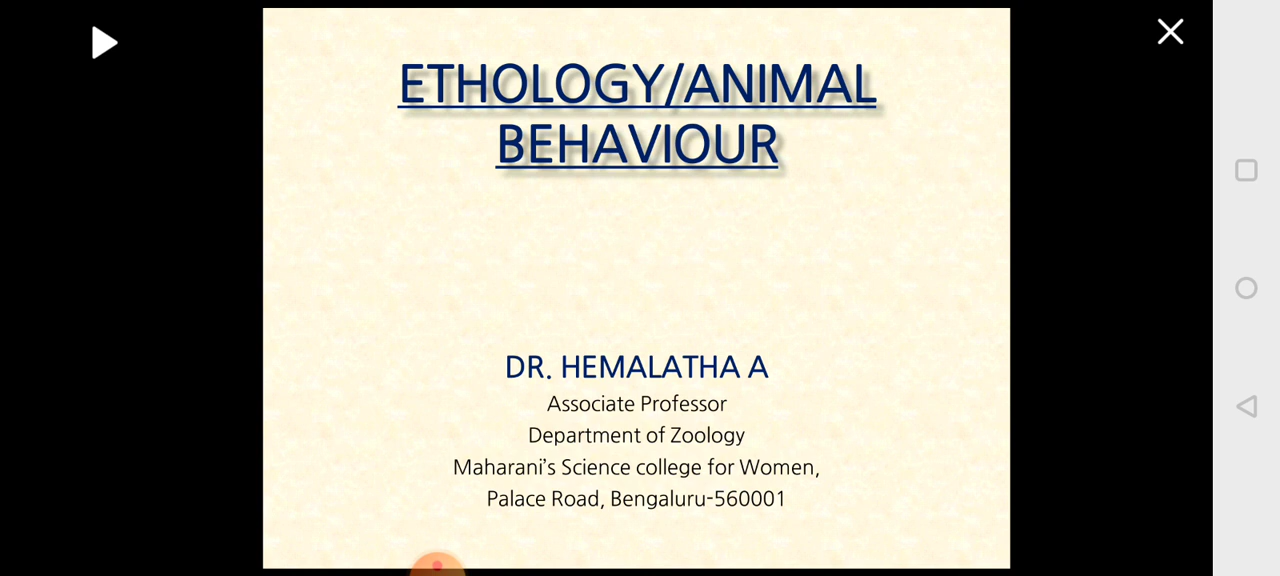 ETHOLOGY/ANIMAL
BEHAVIOUR
DR. HEMALATHA A
Associate Professor
Department of Zoology
Maharani’s Science college for Women,
Palace Road, Bengaluru-560001